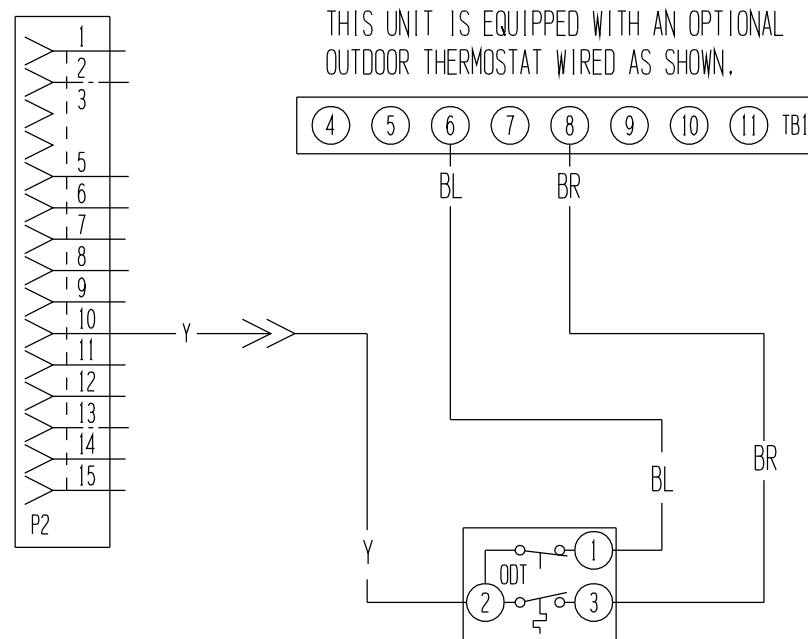 THIS UNIT IS EQUIPPED WITH AN OPTIONAL
OUTDOOR THERMOSTAT WIRED AS SHOWN.
4 5 6 7 8 9 10 11 TB1
1
2
3
5
6
7
8
9
10
11
12
13
14
15
P2
BL
BR
Y
BL
BR
Y
ODT
1
2
3